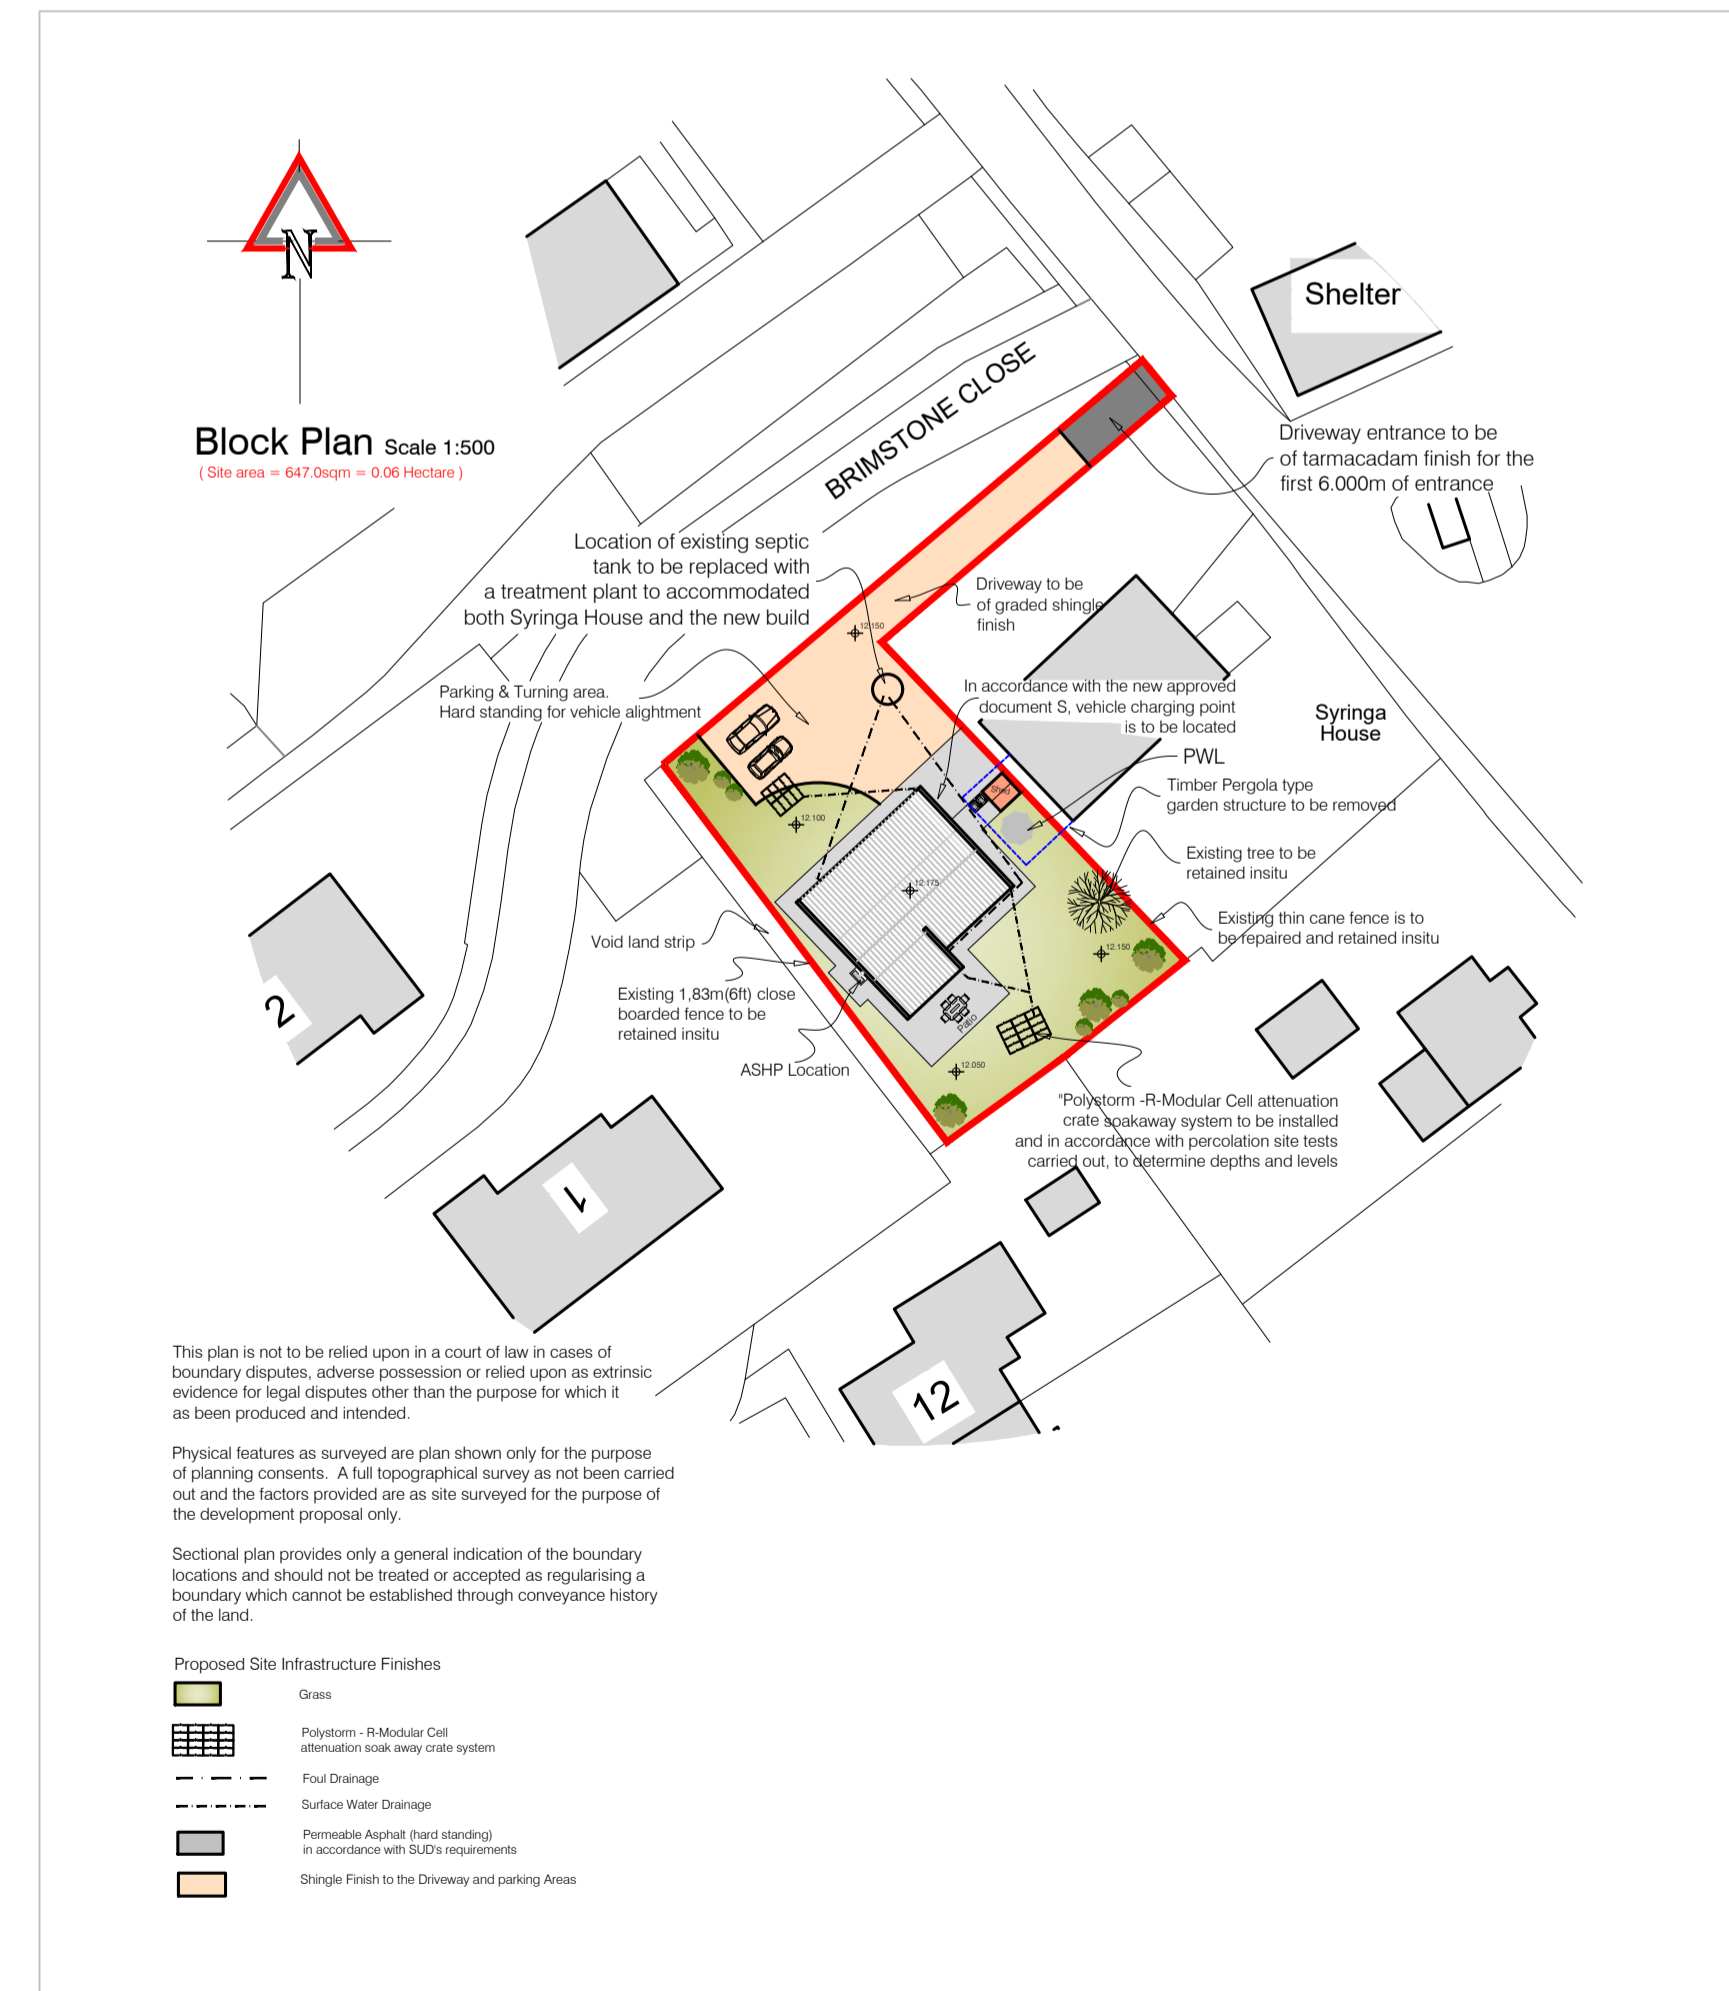 N
Block Plan Scale 1:500
( Site area = 647.0sqm = 0.06 Hectare )
Shelter
BRIMSTONE CLOSE
Driveway entrance to be
of tarmacadam finish for the
first 6.000m of entrance
Location of existing septic
tank to be replaced with
a treatment plant to accommodated
both Syringa House and the new build
Driveway to be
of graded shingle
finish
12.150
Parking & Turning area.
Hard standing for vehicle alightment
In accordance with the new approved
document S, vehicle charging point
is to be located
Syringa
House
PWL
Timber Pergola type
garden structure to be removed
Shed
12.100
Existing tree to be
retained insitu
12.175
Existing thin cane fence is to
be repaired and retained insitu
12.150
Void land strip
Existing 1,83m(6ft) close
boarded fence to be
retained insitu
Patio
ASHP Location
12.050
"Polystorm -R-Modular Cell attenuation
crate soakaway system to be installed
and in accordance with percolation site tests
carried out, to determine depths and levels
2
1
12
This plan is not to be relied upon in a court of law in cases of
boundary disputes, adverse possession or relied upon as extrinsic
evidence for legal disputes other than the purpose for which it
as been produced and intended.
Physical features as surveyed are plan shown only for the purpose
of planning consents. A full topographical survey as not been carried
out and the factors provided are as site surveyed for the purpose of
the development proposal only.
Sectional plan provides only a general indication of the boundary
locations and should not be treated or accepted as regularising a
boundary which cannot be established through conveyance history
of the land.
Proposed Site Infrastructure Finishes
Grass
Polystorm - R-Modular Cell
attenuation soak away crate system
Foul Drainage
Surface Water Drainage
Permeable Asphalt (hard standing)
in accordance with SUD's requirements
Shingle Finish to the Driveway and parking Areas